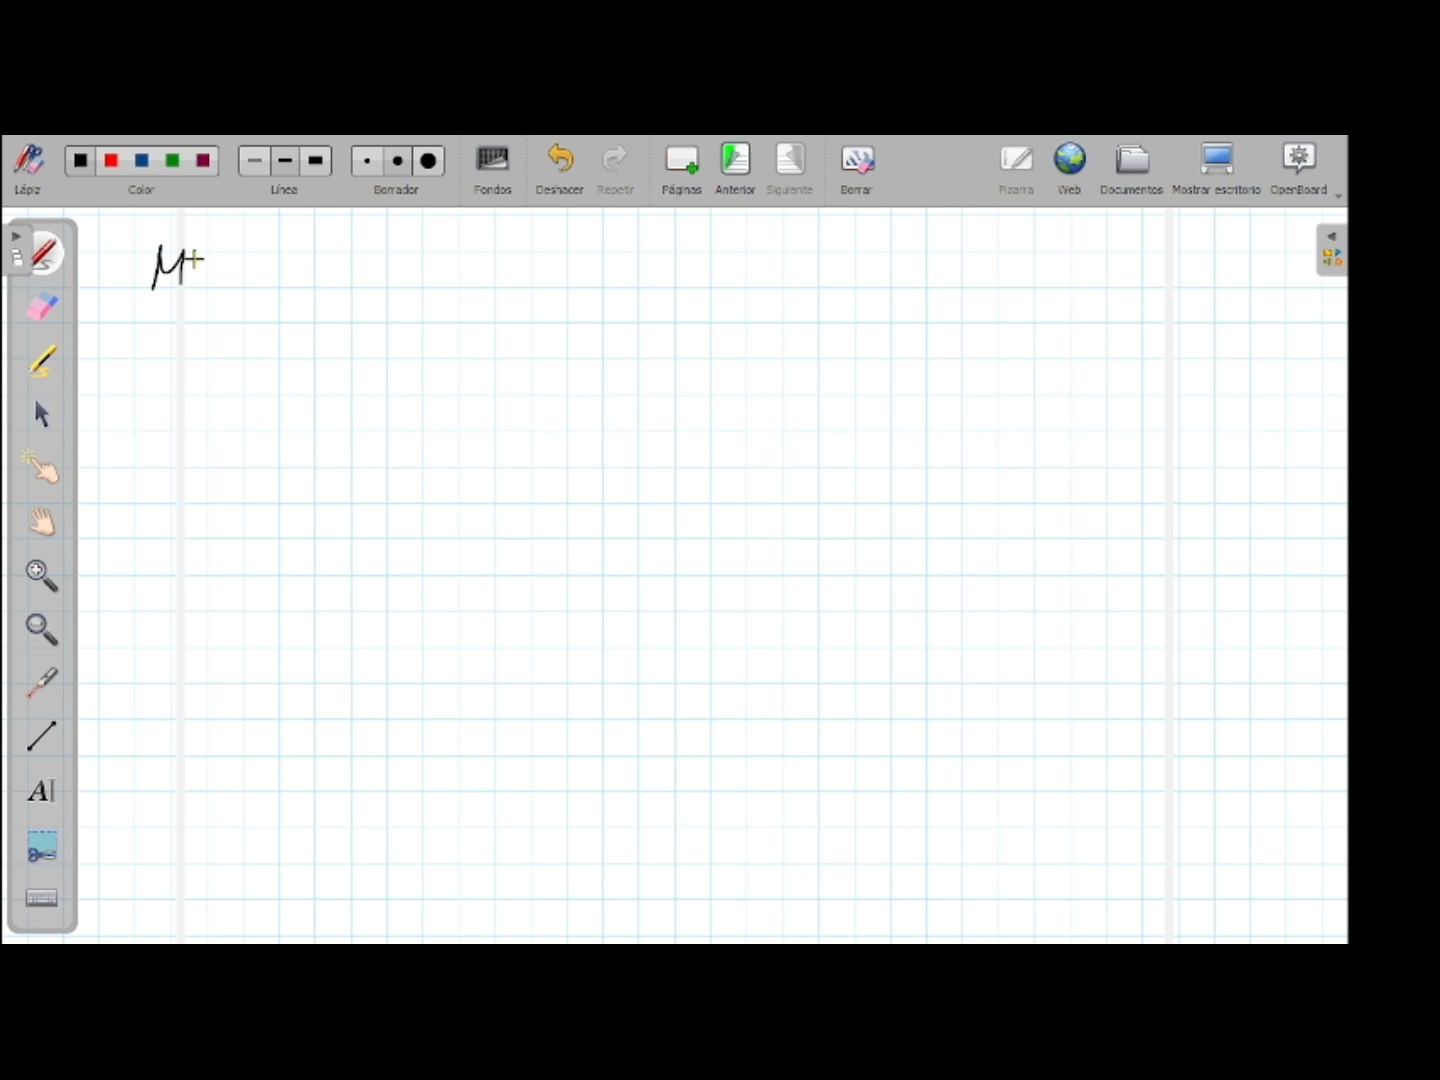 Lápiz Color Línea Borrador Fondos Deshacer Repetir Páginas Anterior Siguiente Borrar Pizarra Web Documentos Mostrar escritorio OpenBoard
M
A